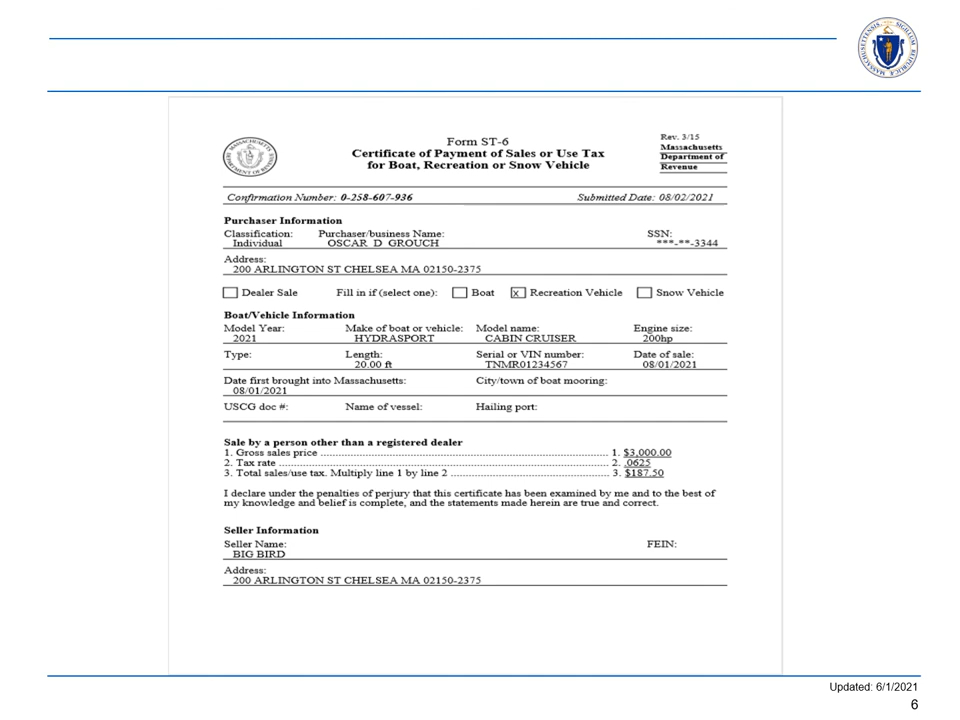 Form ST-6
Certificate of Payment of Sales or Use Tax
for Boat, Recreation or Snow Vehicle
Rev. 3/15
Massachusetts
Department of
Revenue
Confirmation Number: 0-258-607-936 Submitted Date: 08/02/2021
Purchaser Information
Classification: Purchaser/business Name: SSN:
Individual OSCAR D GROUCH ***-**-3344
Address:
200 ARLINGTON ST CHELSEA MA 02150-2375
Dealer Sale Fill in if (select one): Boat x Recreation Vehicle Snow Vehicle
Boat/Vehicle Information
Model Year: Make of boat or vehicle: Model name: Engine size:
2021 HYDRASPORT CABIN CRUISER 200hp
Type: Length: Serial or VIN number: Date of sale:
20.00 ft TNMR01234567 08/01/2021
Date first brought into Massachusetts: City/town of boat mooring:
08/01/2021
USCG doc #: Name of vessel: Hailing port:
Sale by a person other than a registered dealer
1. Gross sales price ... 1. $3,000.00
2. Tax rate ... 2. .0625
3. Total sales/use tax. Multiply line 1 by line 2 ... 3. $187.50
I declare under the penalties of perjury that this certificate has been examined by me and to the best of
my knowledge and belief is complete, and the statements made herein are true and correct.
Seller Information
Seller Name: FEIN:
BIG BIRD
Address:
200 ARLINGTON ST CHELSEA MA 02150-2375
Updated: 6/1/2021
6